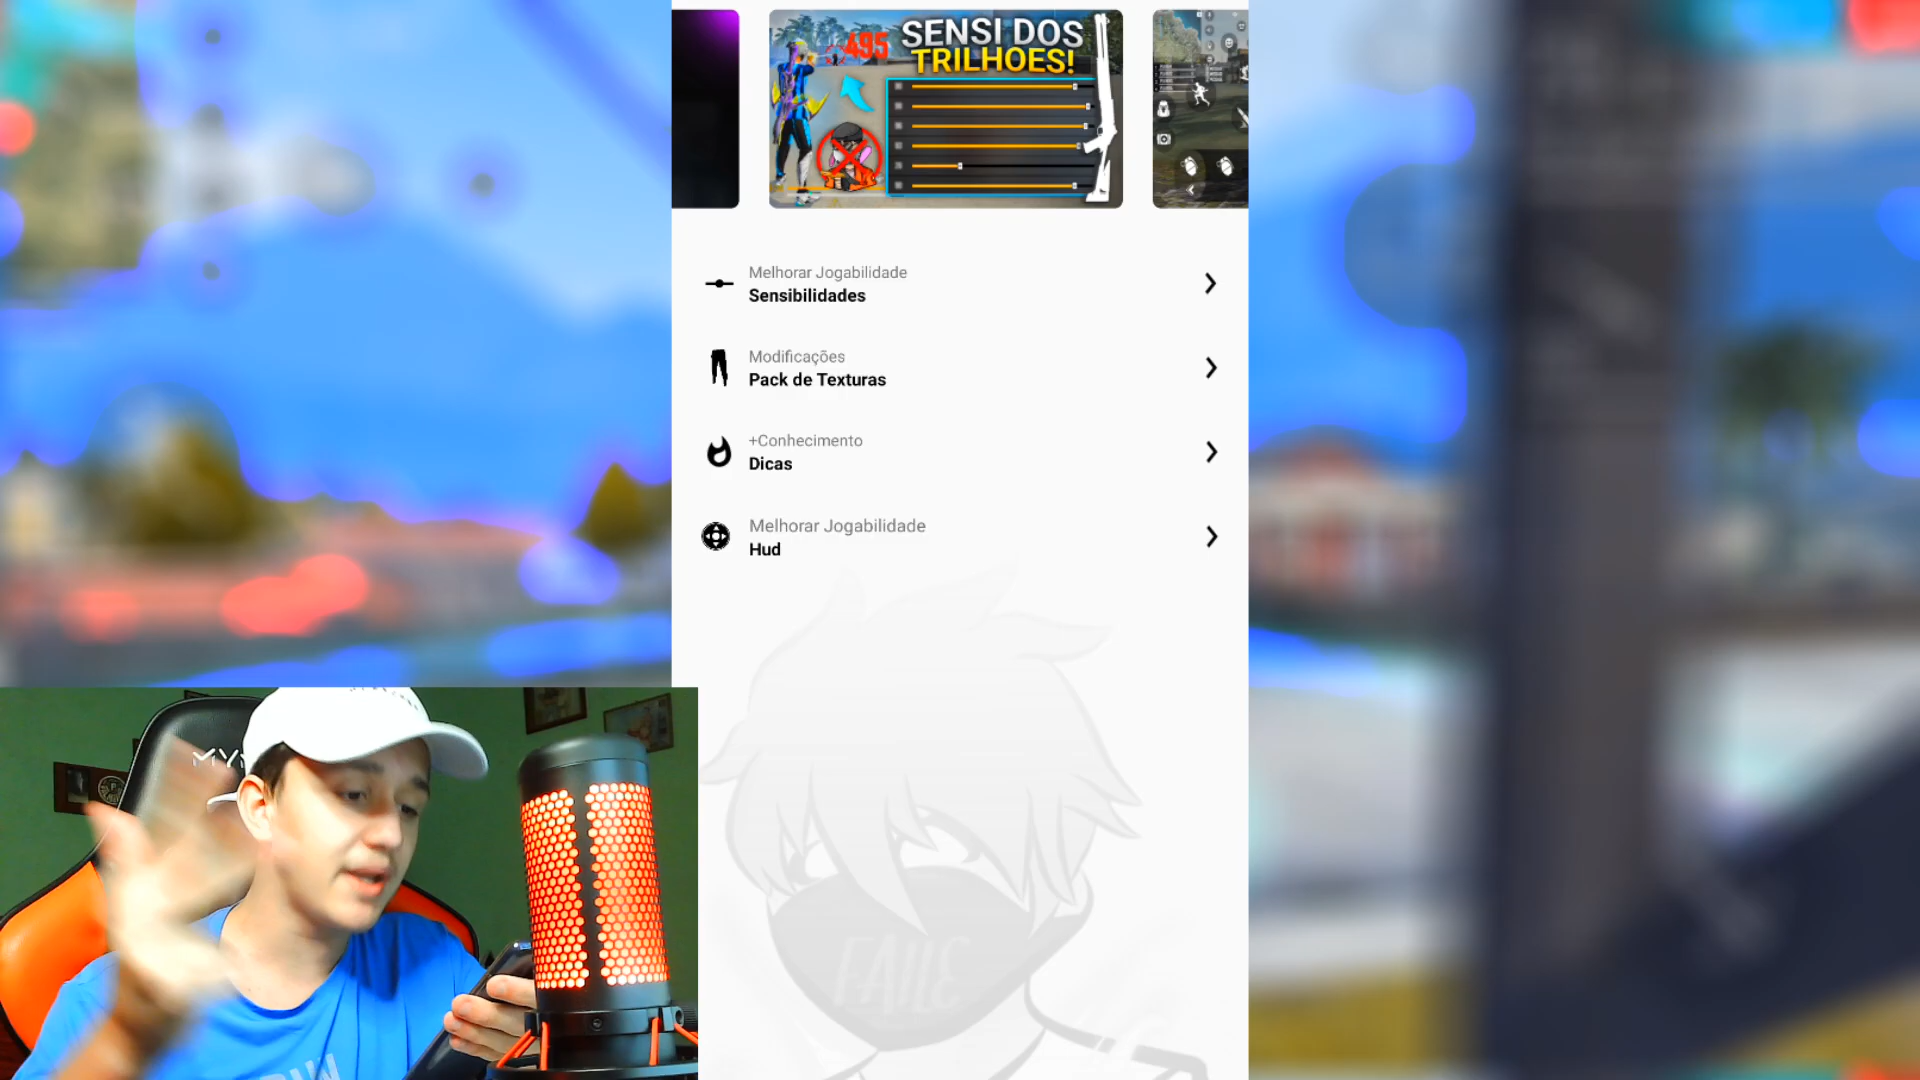 495
SENSI DOS
TRILHOES!
Melhorar Jogabilidade
Sensibilidades
Modificações
Pack de Texturas
+Conhecimento
Dicas
Melhorar Jogabilidade
Hud